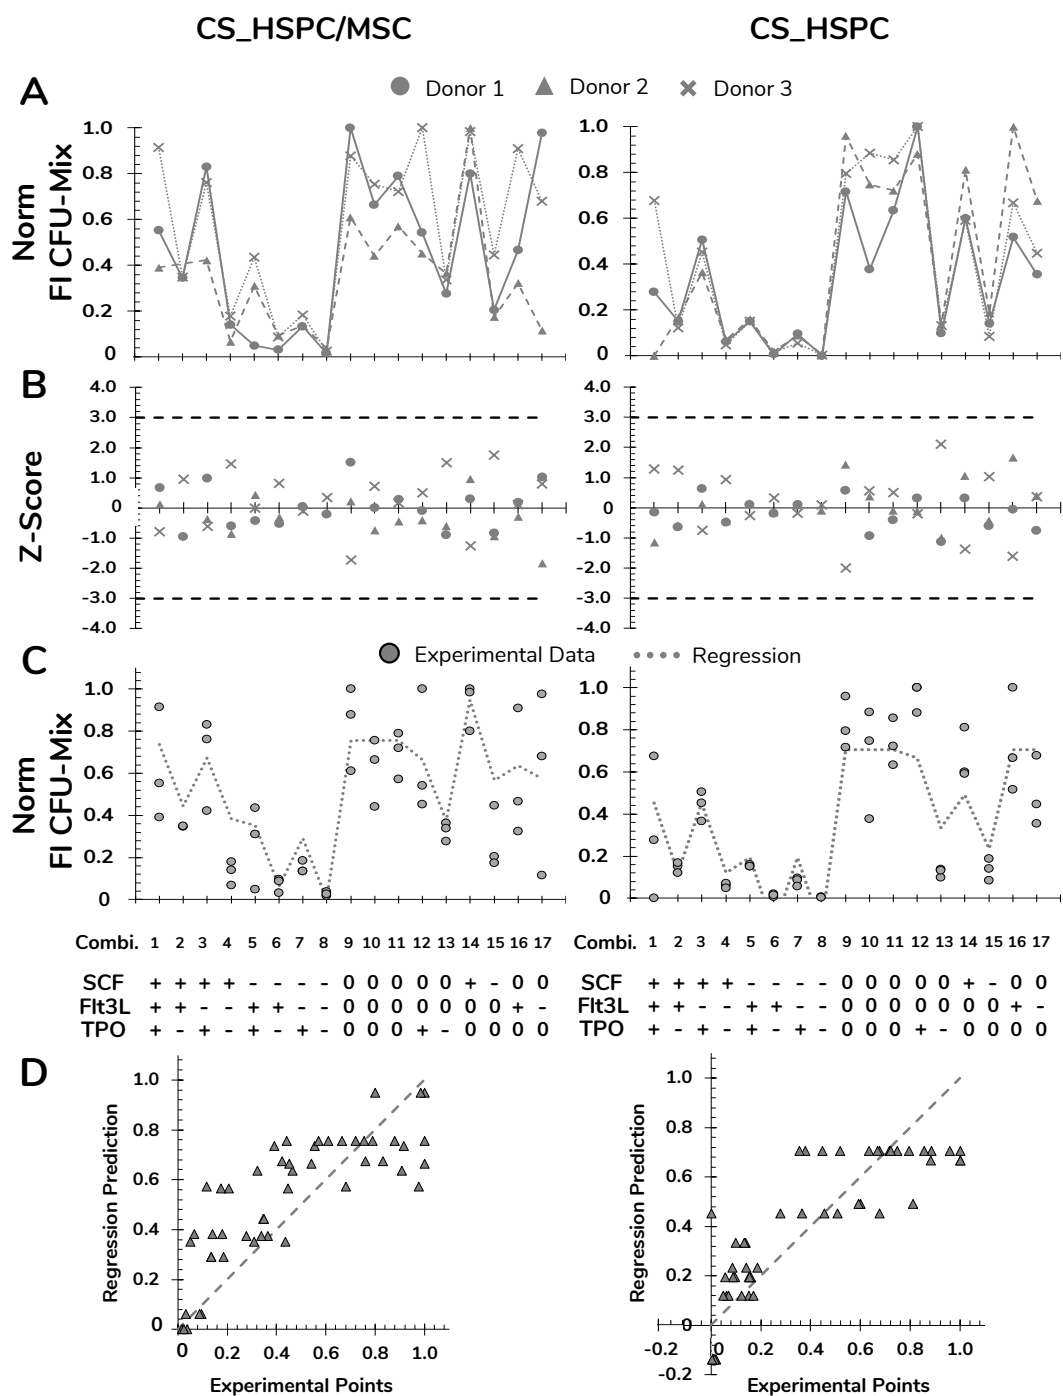 CS_HSPC/MSC CS_HSPC
A Donor 1 Donor 2 Donor 3
Norm
FI CFU-Mix
1.0 1.0
0.8 0.8
0.6 0.6
0.4 0.4
0.2 0.2
0 0
B
Z-Score
4.0 4.0
3.0 3.0
2.0 2.0
1.0 1.0
0 0
-1.0 -1.0
-2.0 -2.0
-3.0 -3.0
-4.0 -4.0
C Experimental Data Regression
Norm
FI CFU-Mix
1.0 1.0
0.8 0.8
0.6 0.6
0.4 0.4
0.2 0.2
0 0
Combi. 1 2 3 4 5 6 7 8 9 10 11 12 13 14 15 16 17 Combi. 1 2 3 4 5 6 7 8 9 10 11 12 13 14 15 16 17
SCF + + + + - - - - 0 0 0 0 0 + - 0 0 SCF + + + + - - - - 0 0 0 0 0 + - 0 0
Flt3L + + - - + + - - 0 0 0 0 0 0 0 + - Flt3L + + - - + + - - 0 0 0 0 0 0 0 + -
TPO + - + - + - + - 0 0 0 + - 0 0 0 0 TPO + - + - + - + - 0 0 0 + - 0 0 0 0
D
Regression Prediction
1.0
0.8
0.6
0.4
0.2
0
0 0.2 0.4 0.6 0.8 1.0
Experimental Points
Regression Prediction
1.0
0.8
0.6
0.4
0.2
0
-0.2
-0.2 0 0.2 0.4 0.6 0.8 1.0
Experimental Points